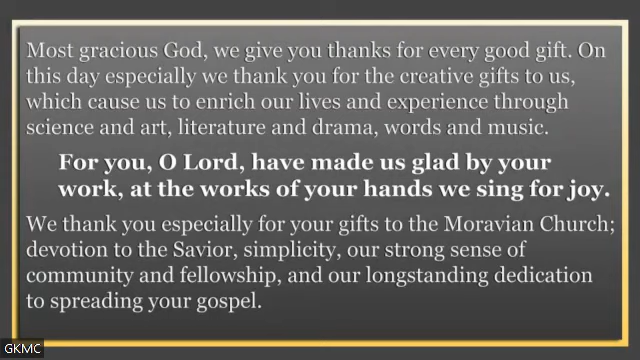 Most gracious God, we give you thanks for every good gift. On
this day especially we thank you for the creative gifts to us,
which cause us to enrich our lives and experience through
science and art, literature and drama, words and music.
For you, O Lord, have made us glad by your
work, at the works of your hands we sing for joy.
We thank you especially for your gifts to the Moravian Church;
devotion to the Savior, simplicity, our strong sense of
community and fellowship, and our longstanding dedication
to spreading your gospel.
GKMC